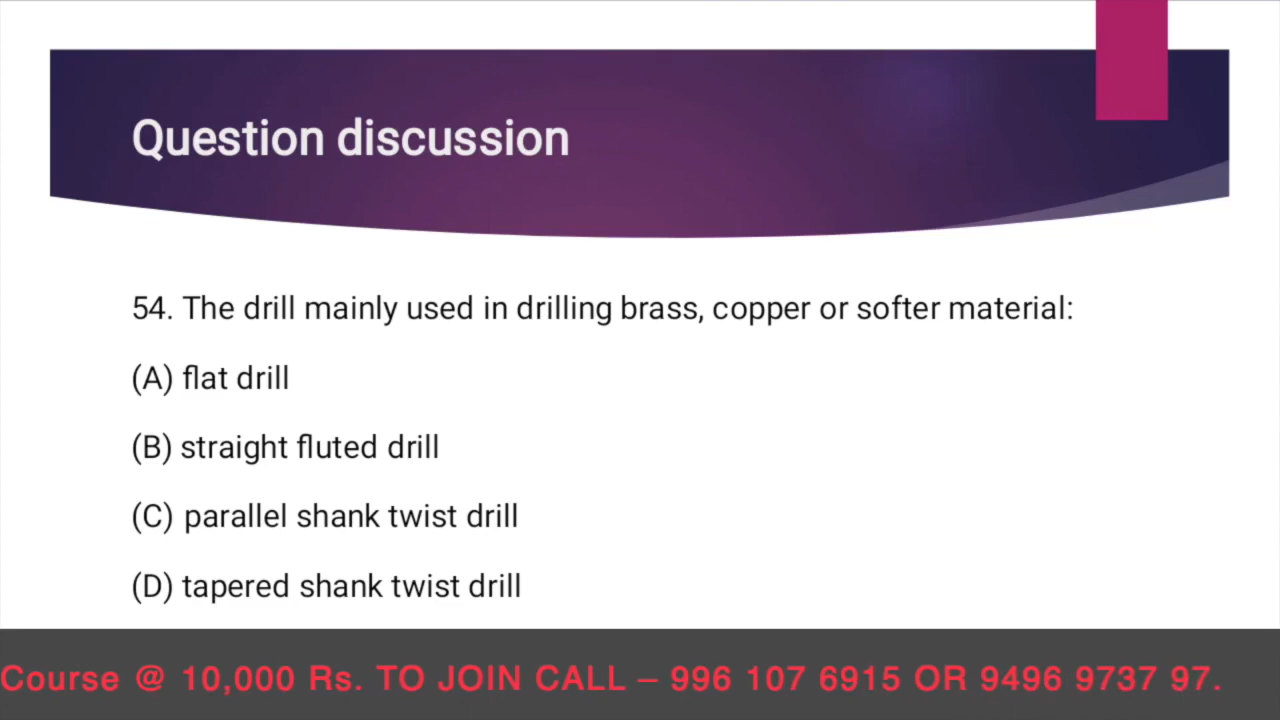 Question discussion
54. The drill mainly used in drilling brass, copper or softer material:
(A) flat drill
(B) straight fluted drill
(C) parallel shank twist drill
(D) tapered shank twist drill
Course @ 10,000 Rs. TO JOIN CALL – 996 107 6915 OR 9496 9737 97.